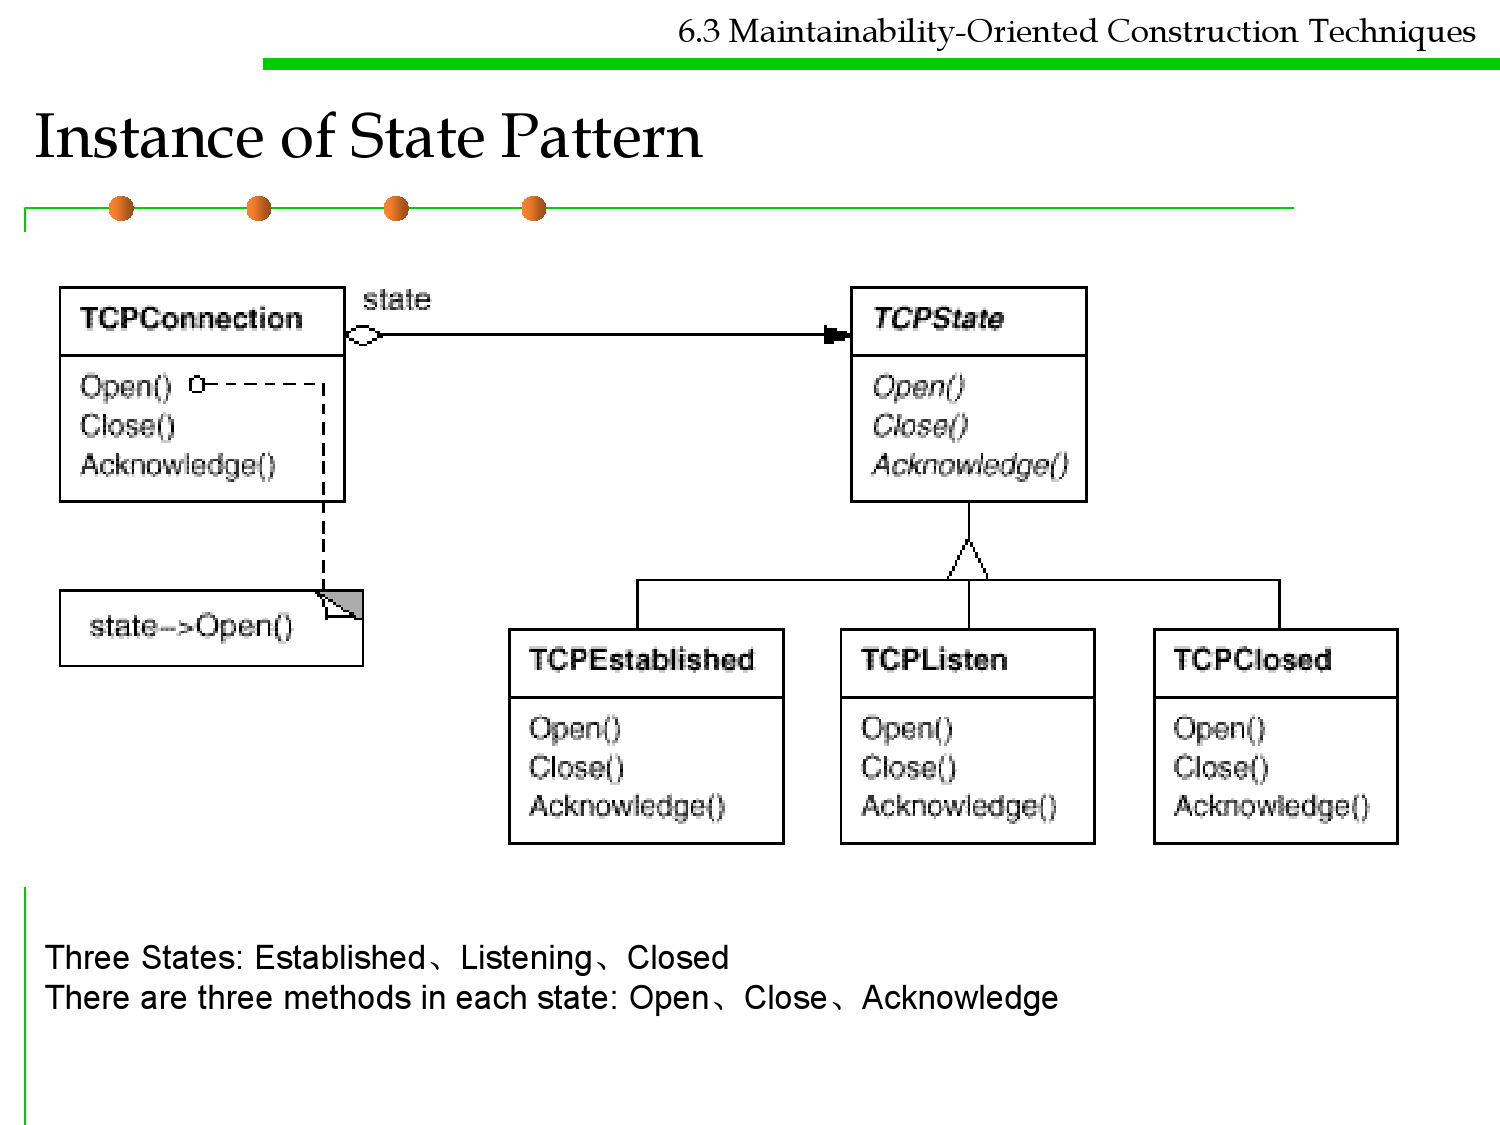 6.3 Maintainability-Oriented Construction Techniques
Instance of State Pattern
state
TCPConnection
Open()
Close()
Acknowledge()
state-->Open()
TCPState
Open()
Close()
Acknowledge()
TCPEstablished
Open()
Close()
Acknowledge()
TCPListen
Open()
Close()
Acknowledge()
TCPClosed
Open()
Close()
Acknowledge()
Three States: Established、Listening、Closed
There are three methods in each state: Open、Close、Acknowledge